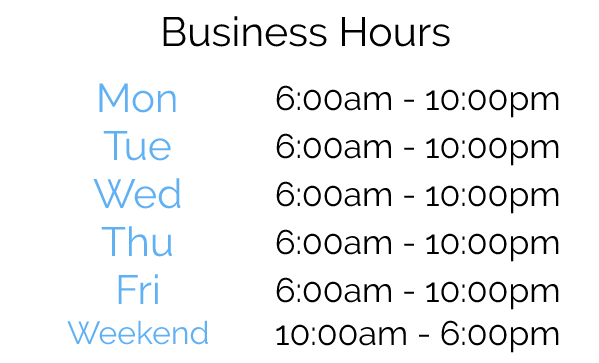 Business Hours
Mon 6:00am - 10:00pm
Tue 6:00am - 10:00pm
Wed 6:00am - 10:00pm
Thu 6:00am - 10:00pm
Fri 6:00am - 10:00pm
Weekend 10:00am - 6:00pm